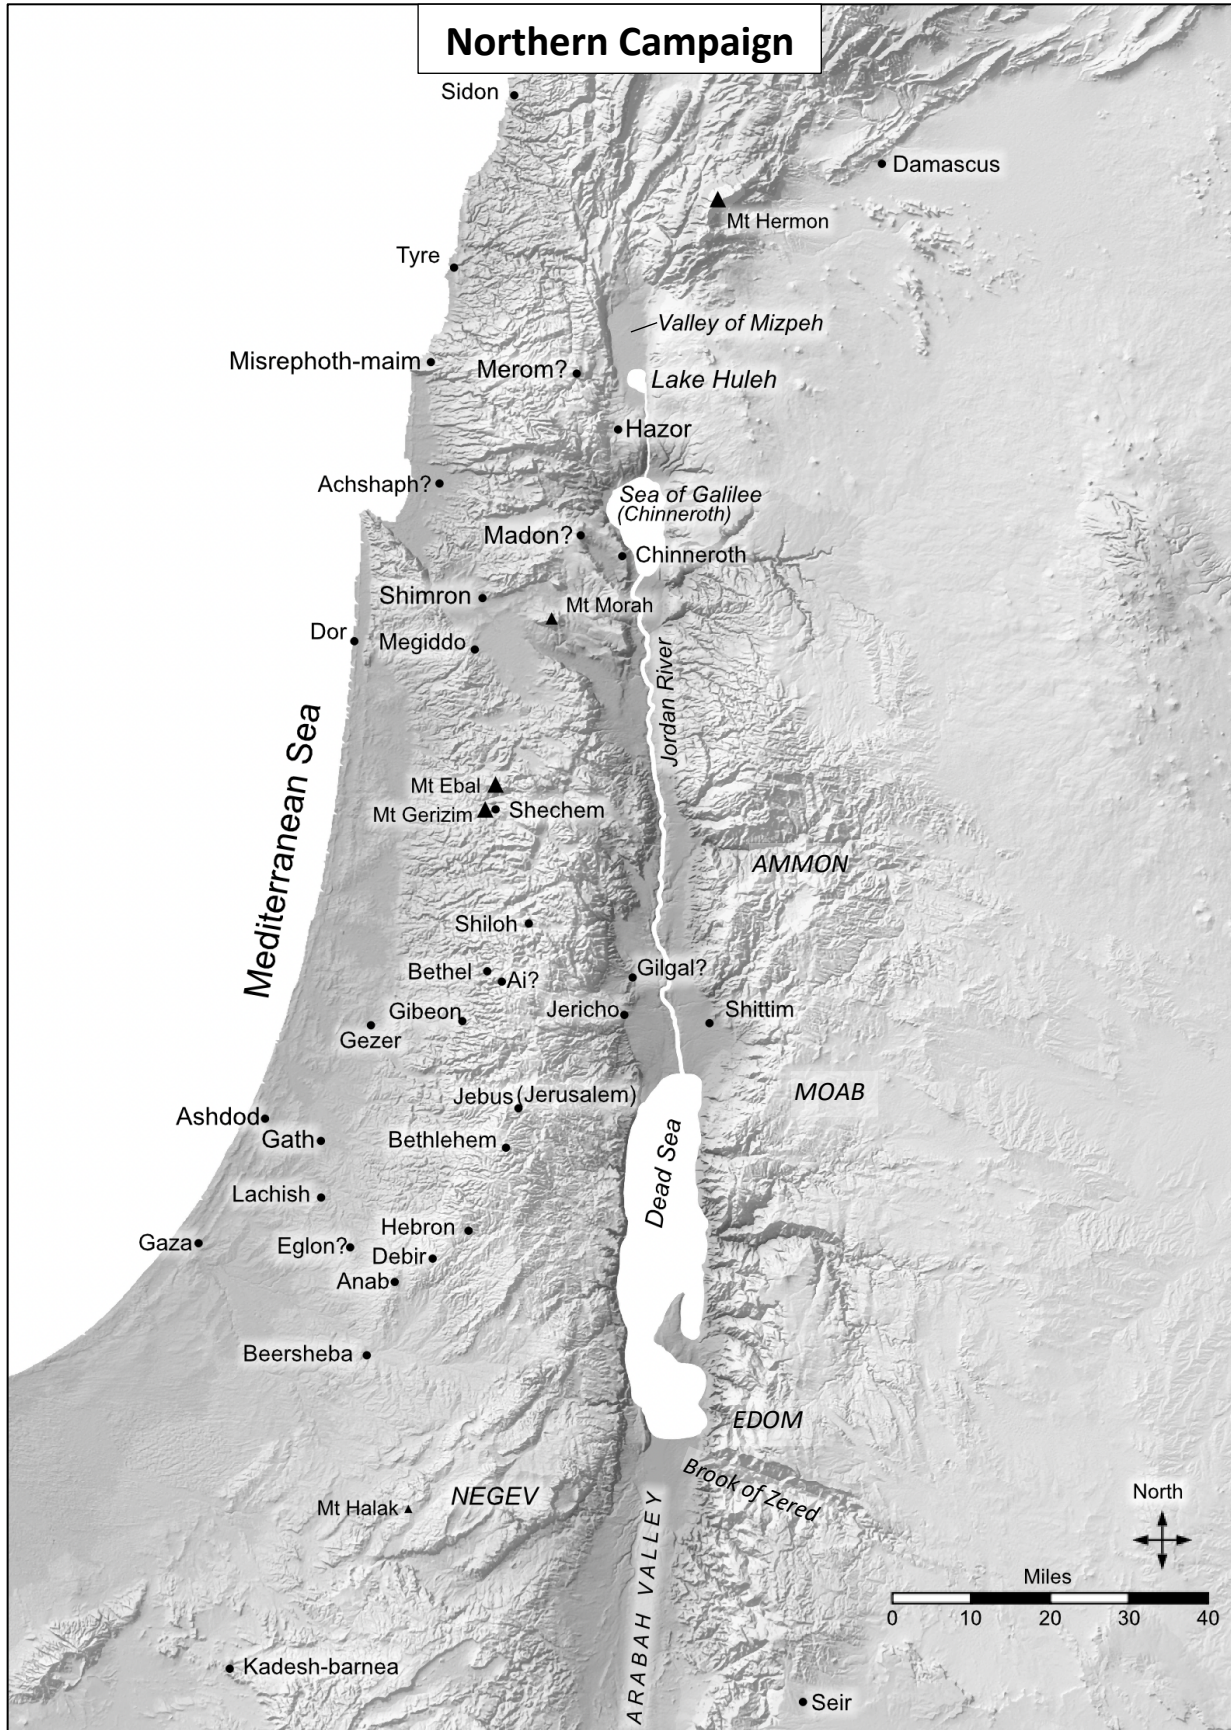 Northern Campaign
Sidon
Damascus
Mt Hermon
Tyre
Valley of Mizpeh
Misrephoth-maim
Merom?
Lake Huleh
Hazor
Achshaph?
Sea of Galilee
(Chinneroth)
Madon?
Chinneroth
Shimron
Mt Morah
Dor
Megiddo
Jordan River
Mediterranean Sea
Mt Ebal
Mt Gerizim
Shechem
AMMON
Shiloh
Bethel
Ai?
Gilgal?
Gibeon
Jericho
Shittim
Gezer
Jebus (Jerusalem)
MOAB
Ashdod
Gath
Bethlehem
Dead Sea
Lachish
Hebron
Gaza
Eglon?
Debir
Anab
Beersheba
EDOM
Brook of Zered
NEGEV
Mt Halak
North
ARABAH VALLEY
Miles
0 10 20 30 40
Kadesh-barnea
Seir